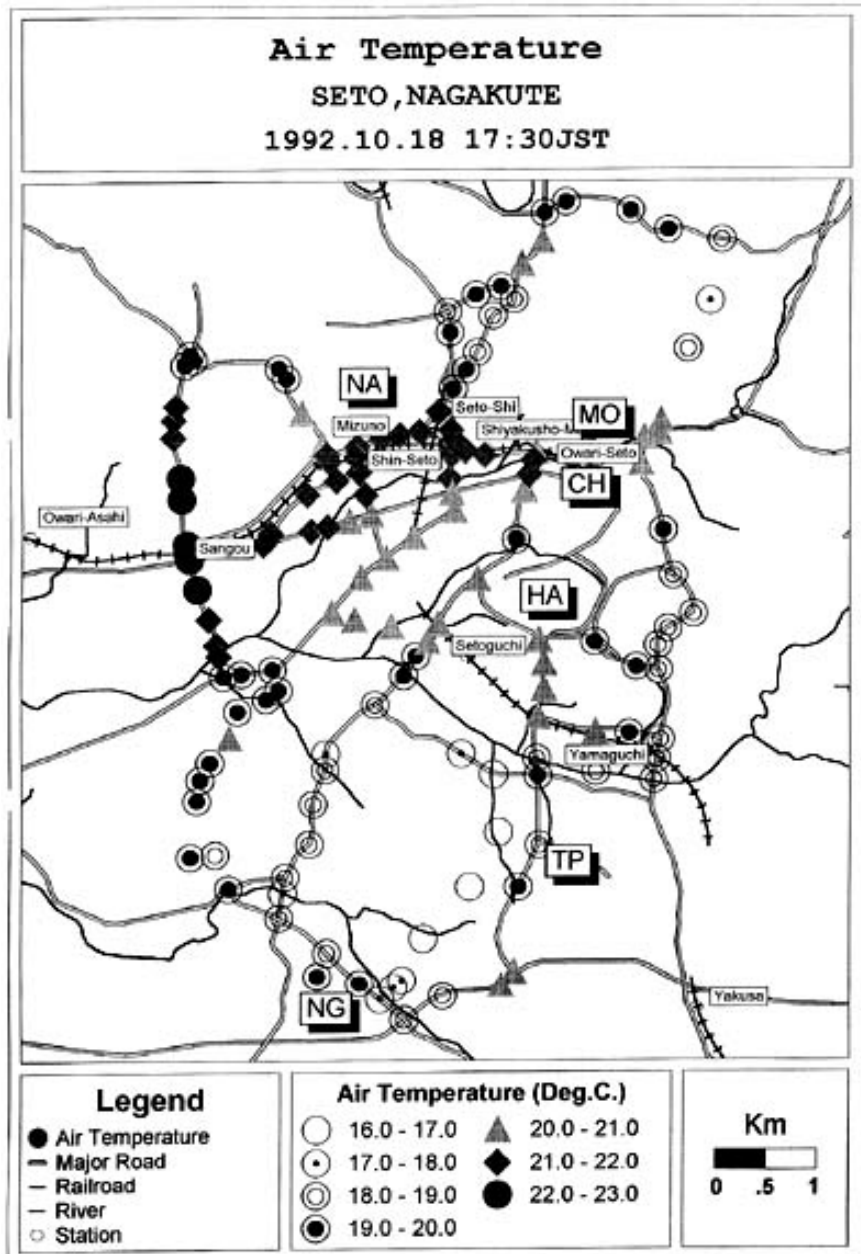 Air Temperature
SETO,NAGAKUTE
1992.10.18 17:30JST
NA
Seto-Shi
MO
Mizuno
Shiyakusho-M
Shin-Seto
Owari-Seto
CH
Owari-Asahi
Sangou
HA
Setoguchi
Yamaguchi
TP
NG
Yakusa
Legend
Air Temperature
Major Road
Railroad
River
Station
Air Temperature (Deg.C.)
16.0 - 17.0
17.0 - 18.0
18.0 - 19.0
19.0 - 20.0
20.0 - 21.0
21.0 - 22.0
22.0 - 23.0
Km
0 .5 1